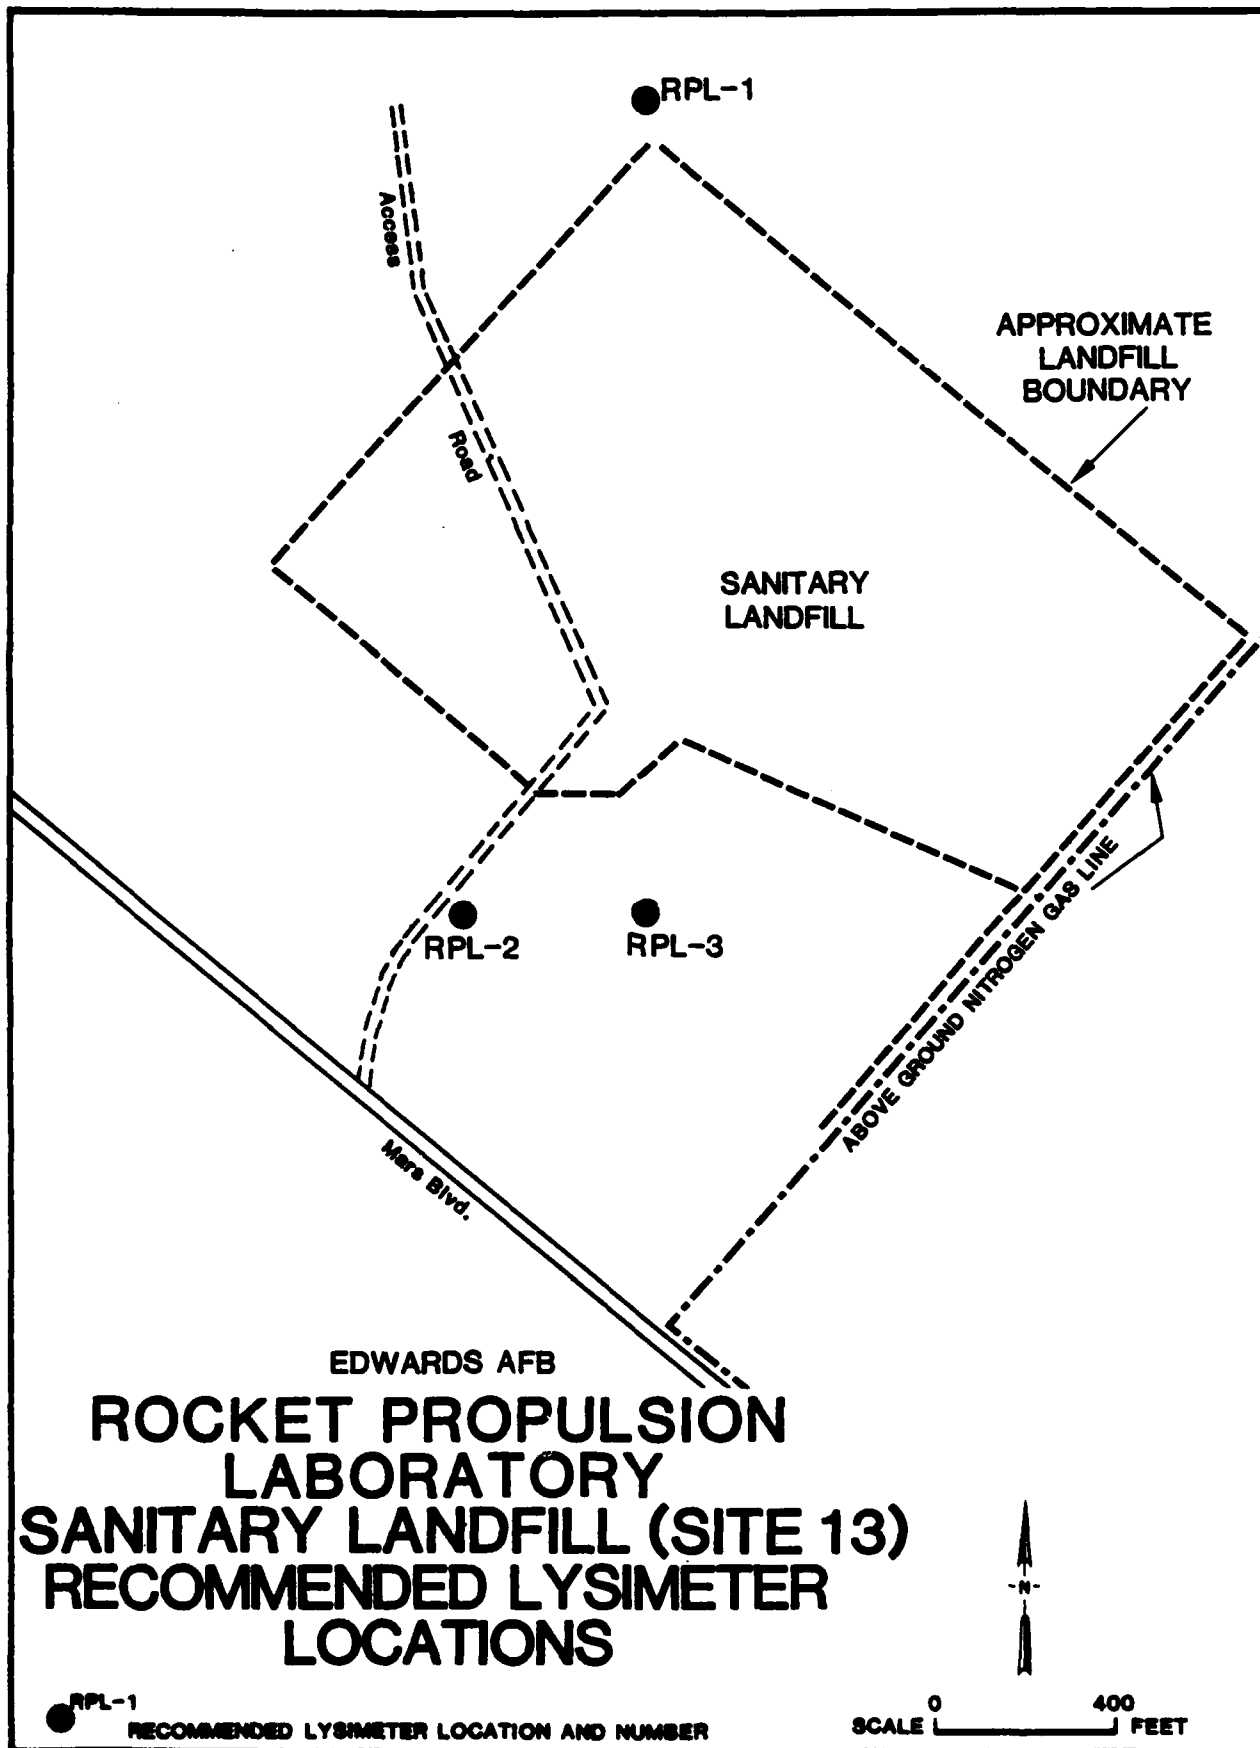 RPL-1
Access
Road
APPROXIMATE
LANDFILL
BOUNDARY
SANITARY
LANDFILL
RPL-2
RPL-3
ABOVE GROUND NITROGEN GAS LINE
Mars Blvd.
EDWARDS AFB
ROCKET PROPULSION
LABORATORY
SANITARY LANDFILL (SITE 13)
RECOMMENDED LYSIMETER
LOCATIONS
-N-
RPL-1
RECOMMENDED LYSIMETER LOCATION AND NUMBER
0 400
SCALE FEET